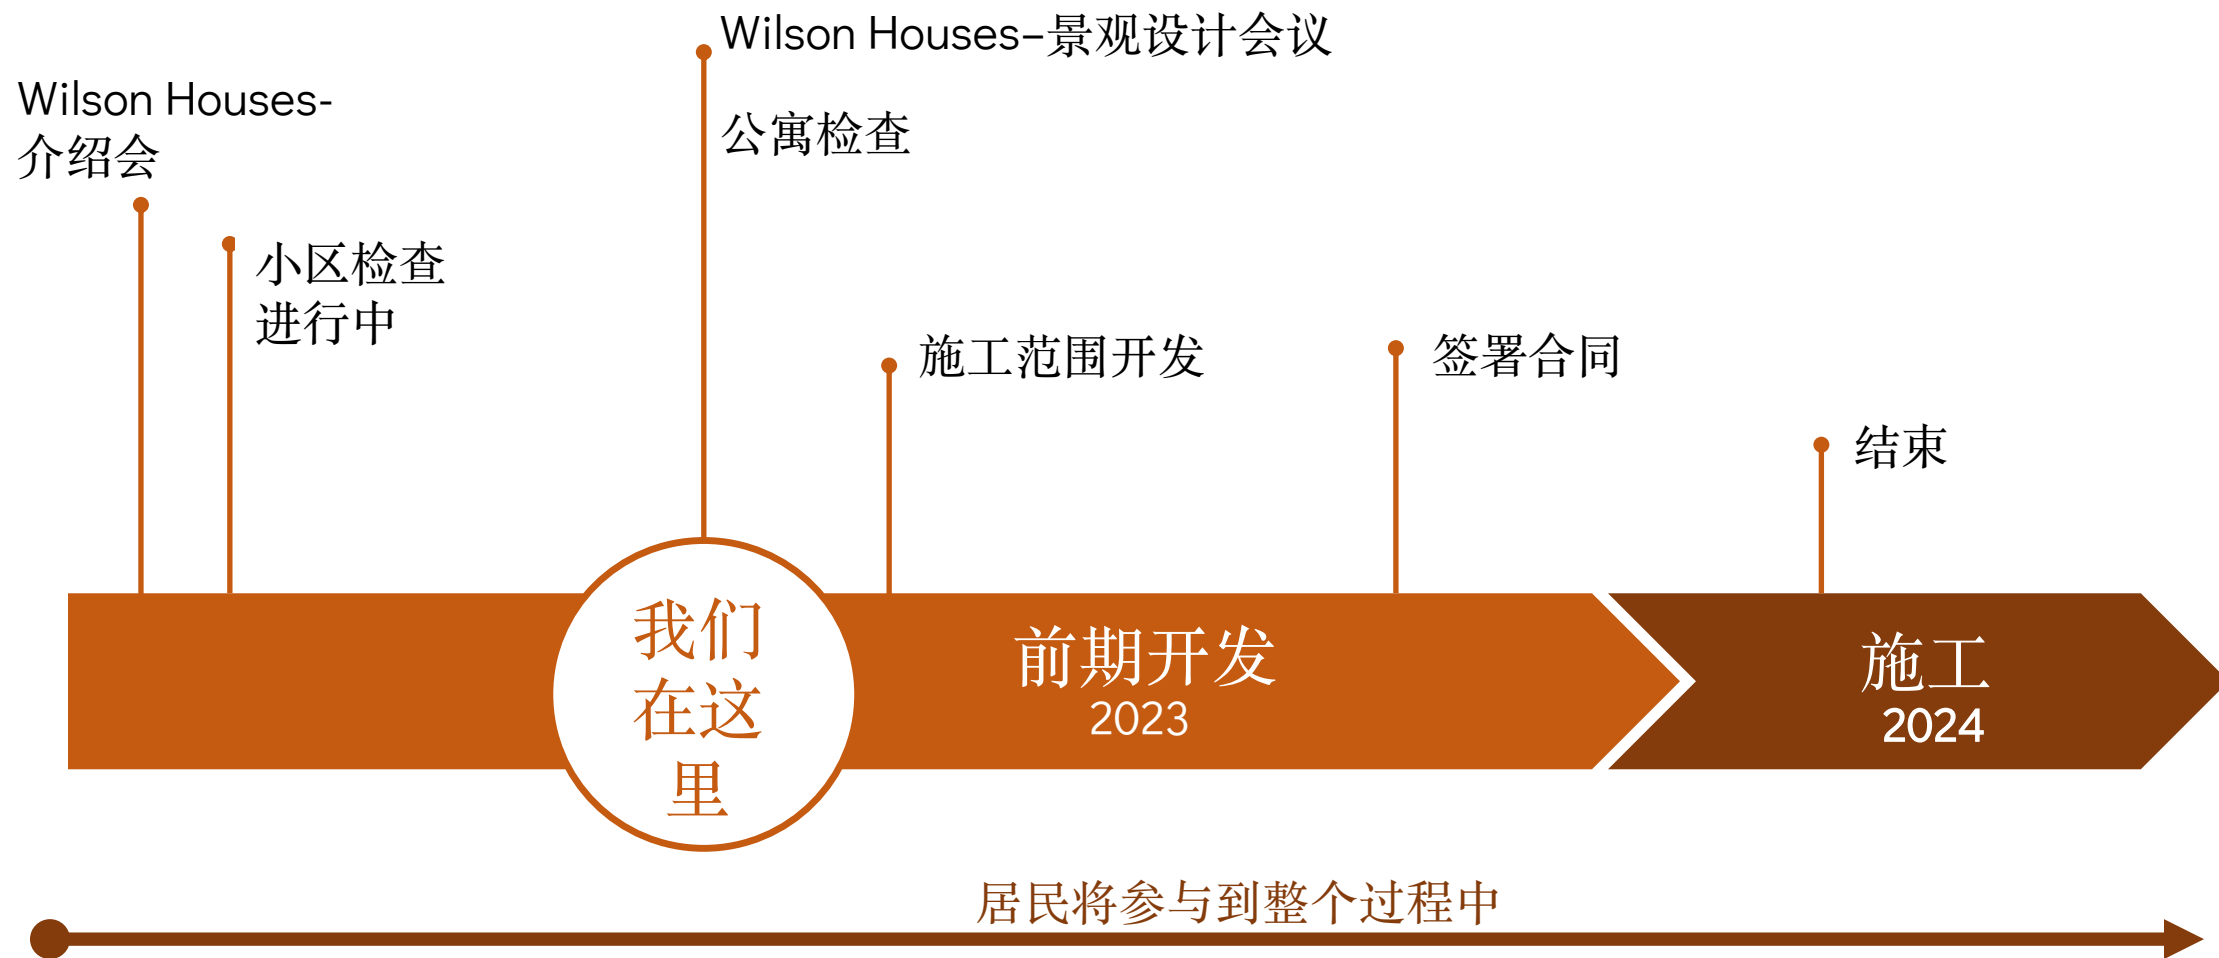 Wilson Houses–景观设计会议
公寓检查
Wilson Houses-
介绍会
小区检查
进行中
施工范围开发
签署合同
结束
我们
在这
里
前期开发
2023
施工
2024
居民将参与到整个过程中